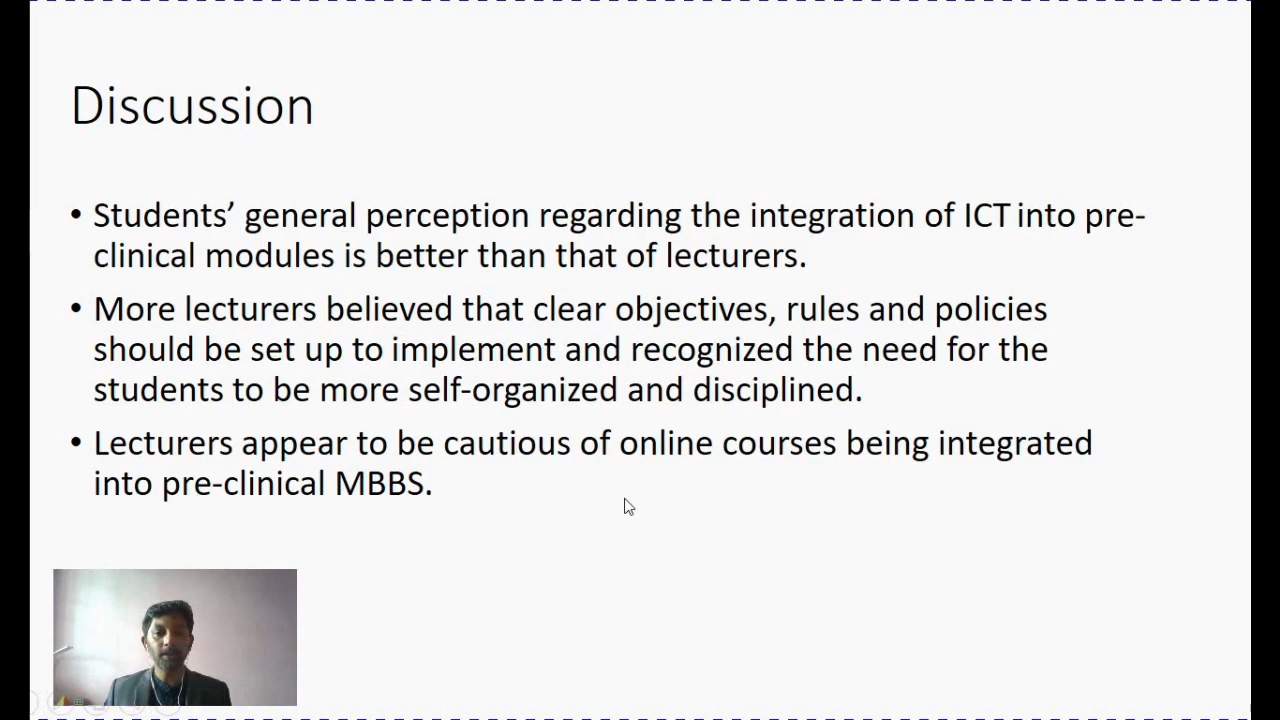 Discussion
• Students’ general perception regarding the integration of ICT into pre-
clinical modules is better than that of lecturers.
• More lecturers believed that clear objectives, rules and policies
should be set up to implement and recognized the need for the
students to be more self-organized and disciplined.
• Lecturers appear to be cautious of online courses being integrated
into pre-clinical MBBS.